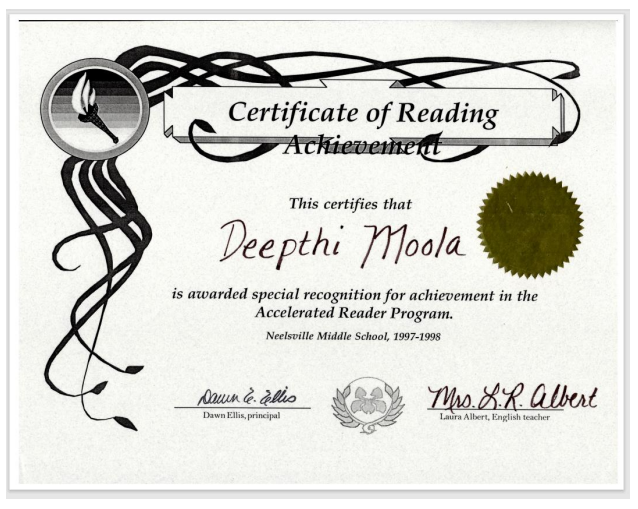 Certificate of Reading
Achievement
This certifies that
Deepthi Moola
is awarded special recognition for achievement in the
Accelerated Reader Program.
Neelsville Middle School, 1997-1998
Dawn E. Ellis
Dawn Ellis, principal
Mrs. L.R. Albert
Laura Albert, English teacher